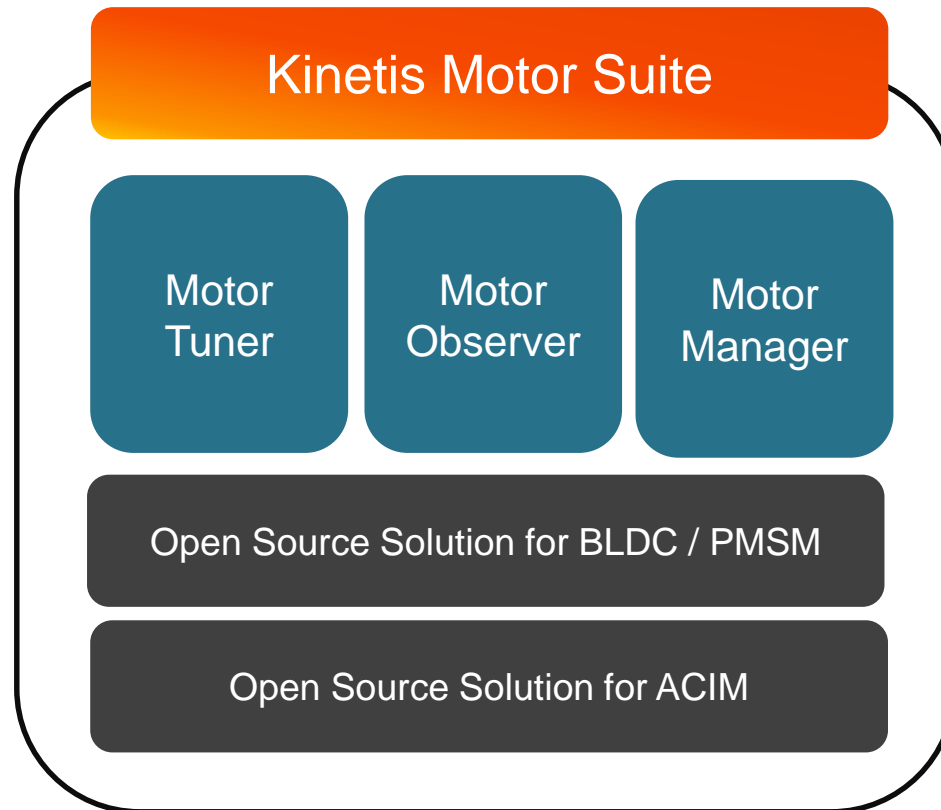 Kinetis Motor Suite
Motor
Tuner
Motor
Observer
Motor
Manager
Open Source Solution for BLDC / PMSM
Open Source Solution for ACIM